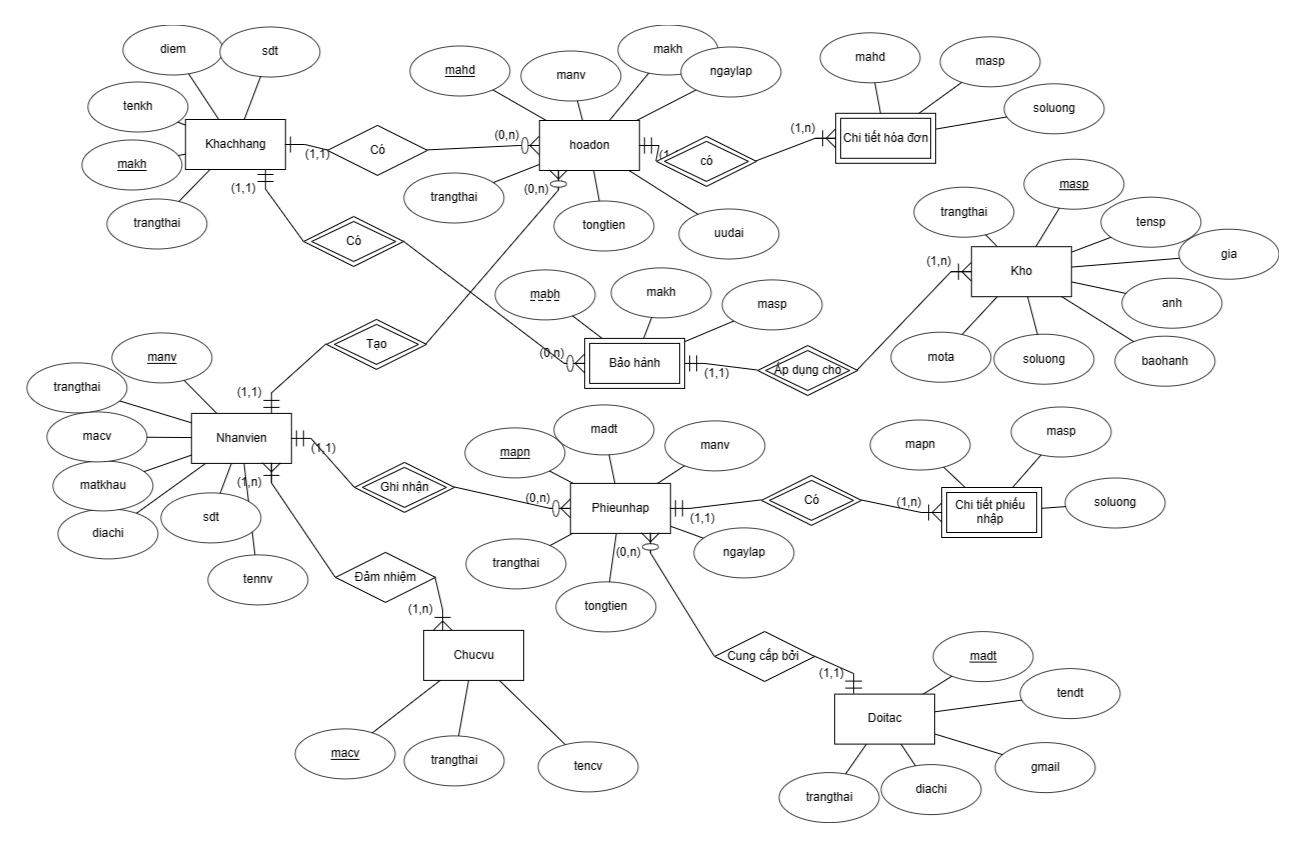 diem
sdt
tenkh
makh
trangthai
Khachhang
(1,1)
(1,1)
Có
(0,n)
mahd
manv
makh
ngaylap
hoadon
trangthai
(0,n)
tongtien
uudai
có
(1,n)
mahd
masp
soluong
Chi tiết hóa đơn
Có
(0,n)
mabh
makh
masp
Bảo hành
(1,1)
Áp dụng cho
(1,n)
trangthai
masp
tensp
gia
anh
baohanh
soluong
mota
Kho
Tạo
(1,1)
manv
trangthai
macv
matkhau
diachi
sdt
tennv
Nhanvien
(1,1)
(1,n)
Ghi nhận
(0,n)
mapn
madt
manv
Phieunhap
(1,1)
trangthai
(0,n)
ngaylap
tongtien
Có
(1,n)
mapn
masp
soluong
Chi tiết phiếu
nhập
Đảm nhiệm
(1,n)
Chucvu
macv
trangthai
tencv
Cung cấp bởi
(1,1)
Doitac
madt
tendt
gmail
diachi
trangthai